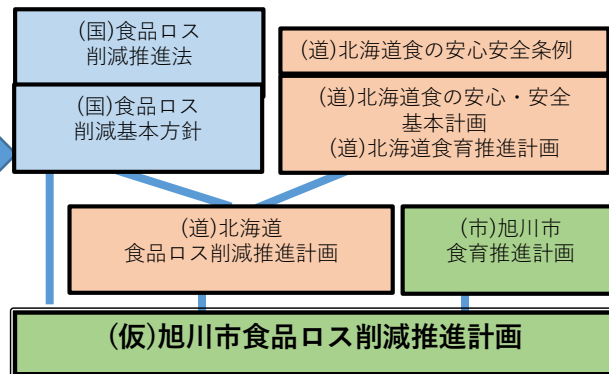 (国)食品ロス
削減推進法
(国)食品ロス
削減基本方針
(道)北海道食の安心安全条例
(道)北海道食の安心・安全
基本計画
(道)北海道食育推進計画
(道)北海道
食品ロス削減推進計画
(市)旭川市
食育推進計画
(仮)旭川市食品ロス削減推進計画